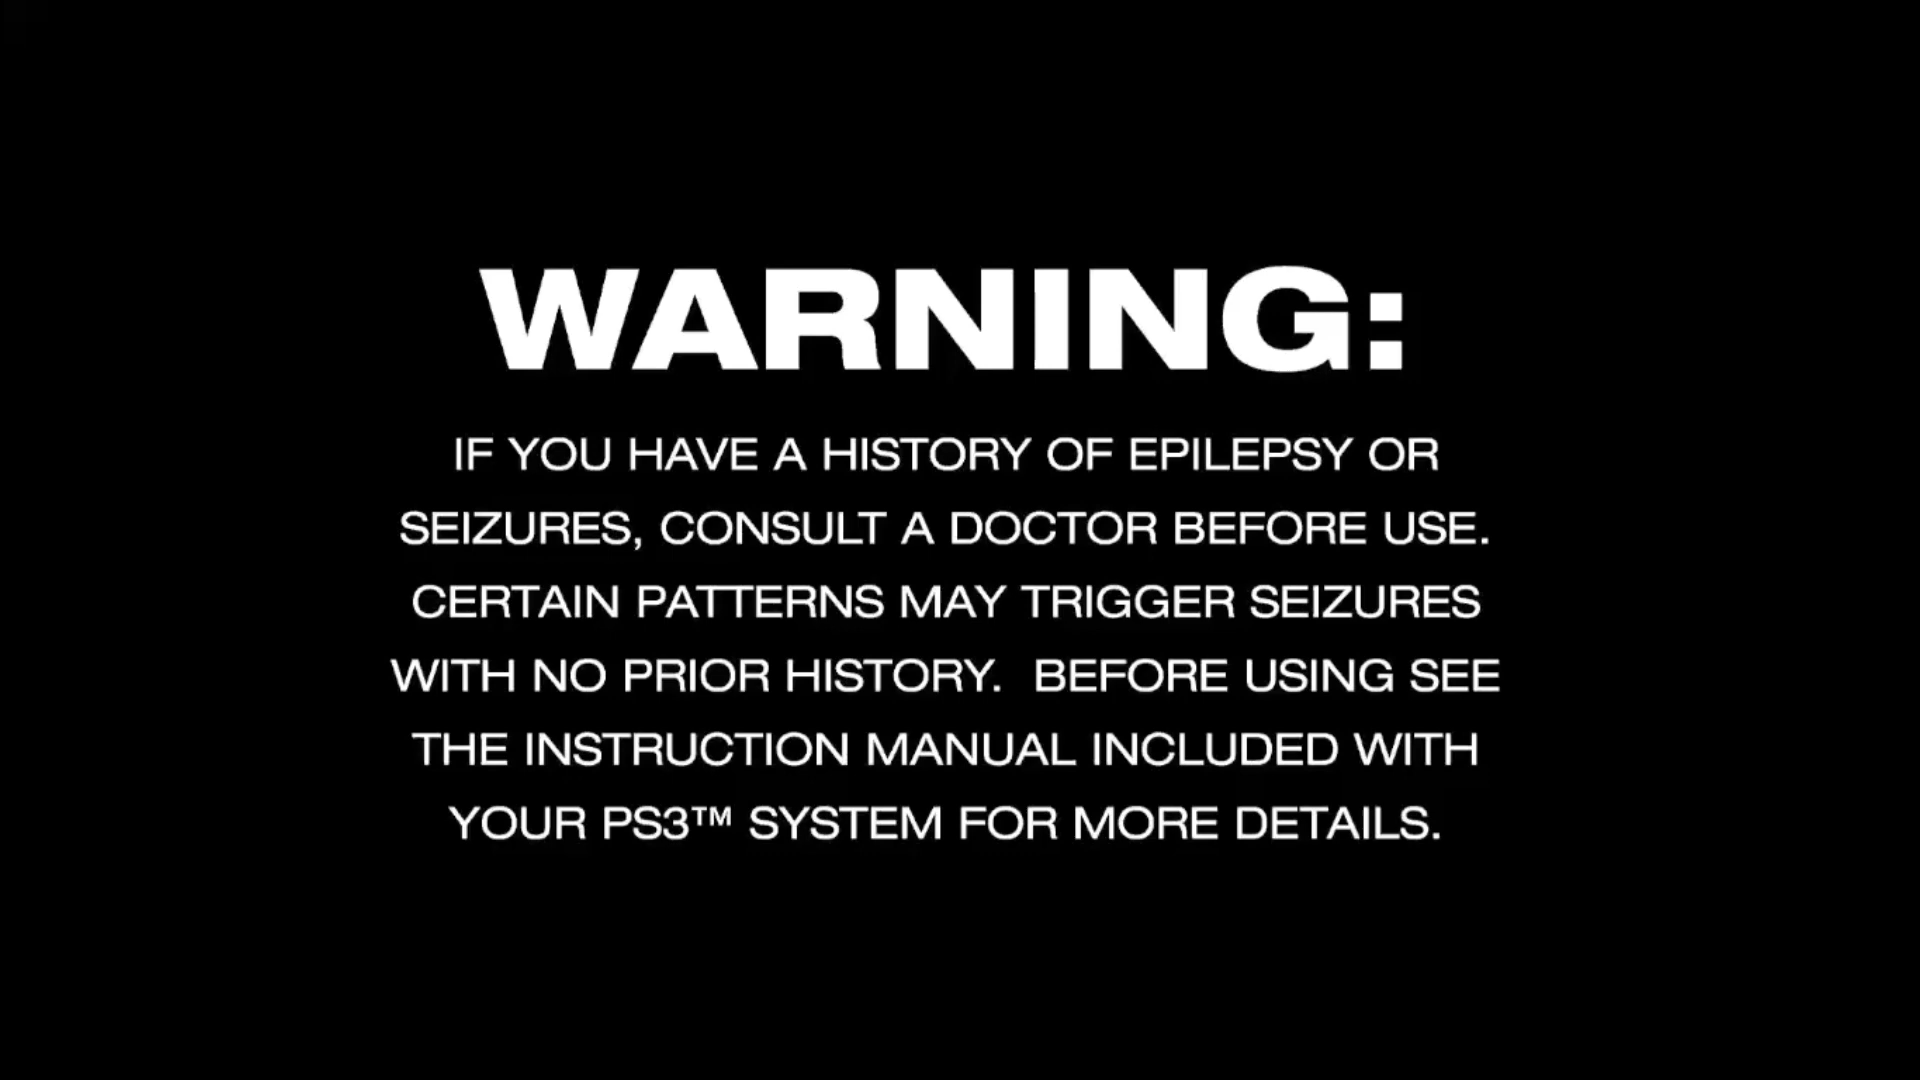 WARNING:
IF YOU HAVE A HISTORY OF EPILEPSY OR
SEIZURES, CONSULT A DOCTOR BEFORE USE.
CERTAIN PATTERNS MAY TRIGGER SEIZURES
WITH NO PRIOR HISTORY.  BEFORE USING SEE
THE INSTRUCTION MANUAL INCLUDED WITH
YOUR PS3™ SYSTEM FOR MORE DETAILS.